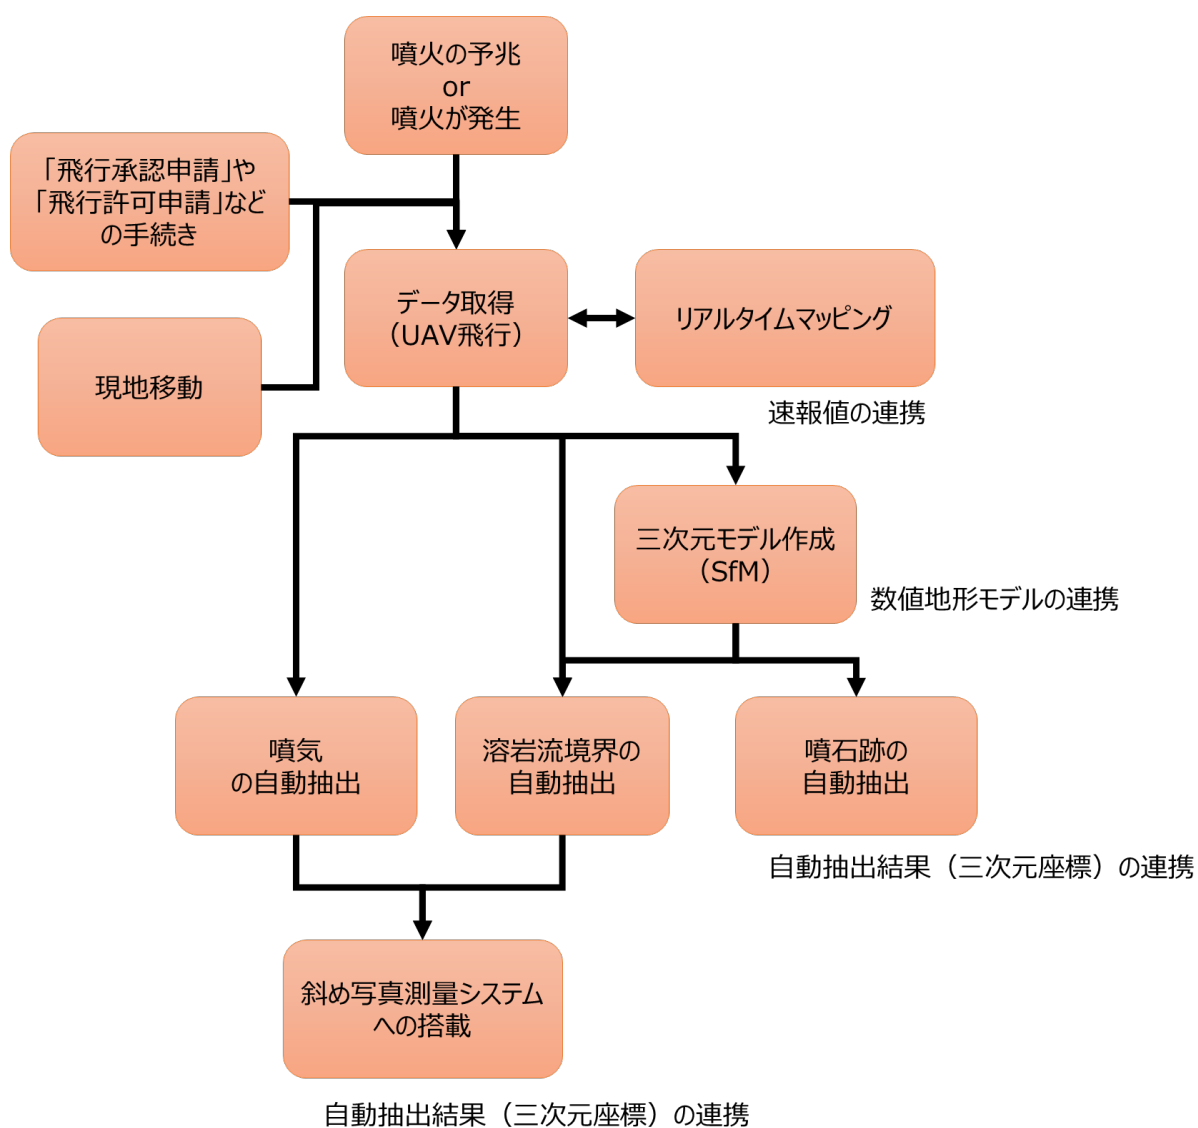 噴火の予兆
or
噴火が発生
「飛行承認申請」や
「飛行許可申請」など
の手続き
データ取得
（UAV飛行）
リアルタイムマッピング
現地移動
速報値の連携
三次元モデル作成
（SfM）
数値地形モデルの連携
噴気
の自動抽出
溶岩流境界の
自動抽出
噴石跡の
自動抽出
自動抽出結果（三次元座標）の連携
斜め写真測量システム
への搭載
自動抽出結果（三次元座標）の連携